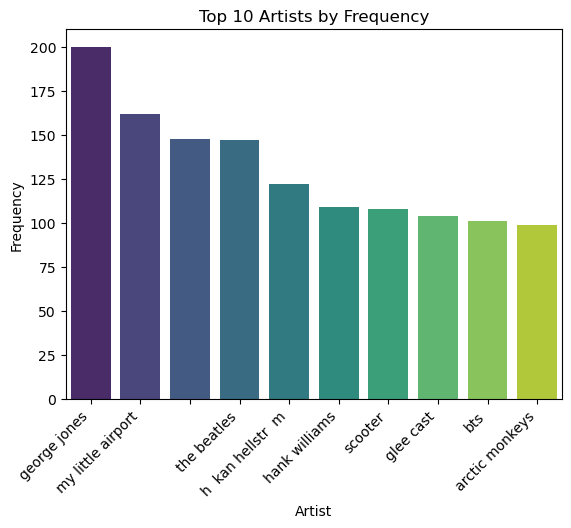 Top 10 Artists by Frequency
Frequency
200
175
150
125
100
75
50
25
0
george jones
my little airport
the beatles
h  kan hellstr  m
hank williams
scooter
glee cast
bts
arctic monkeys
Artist